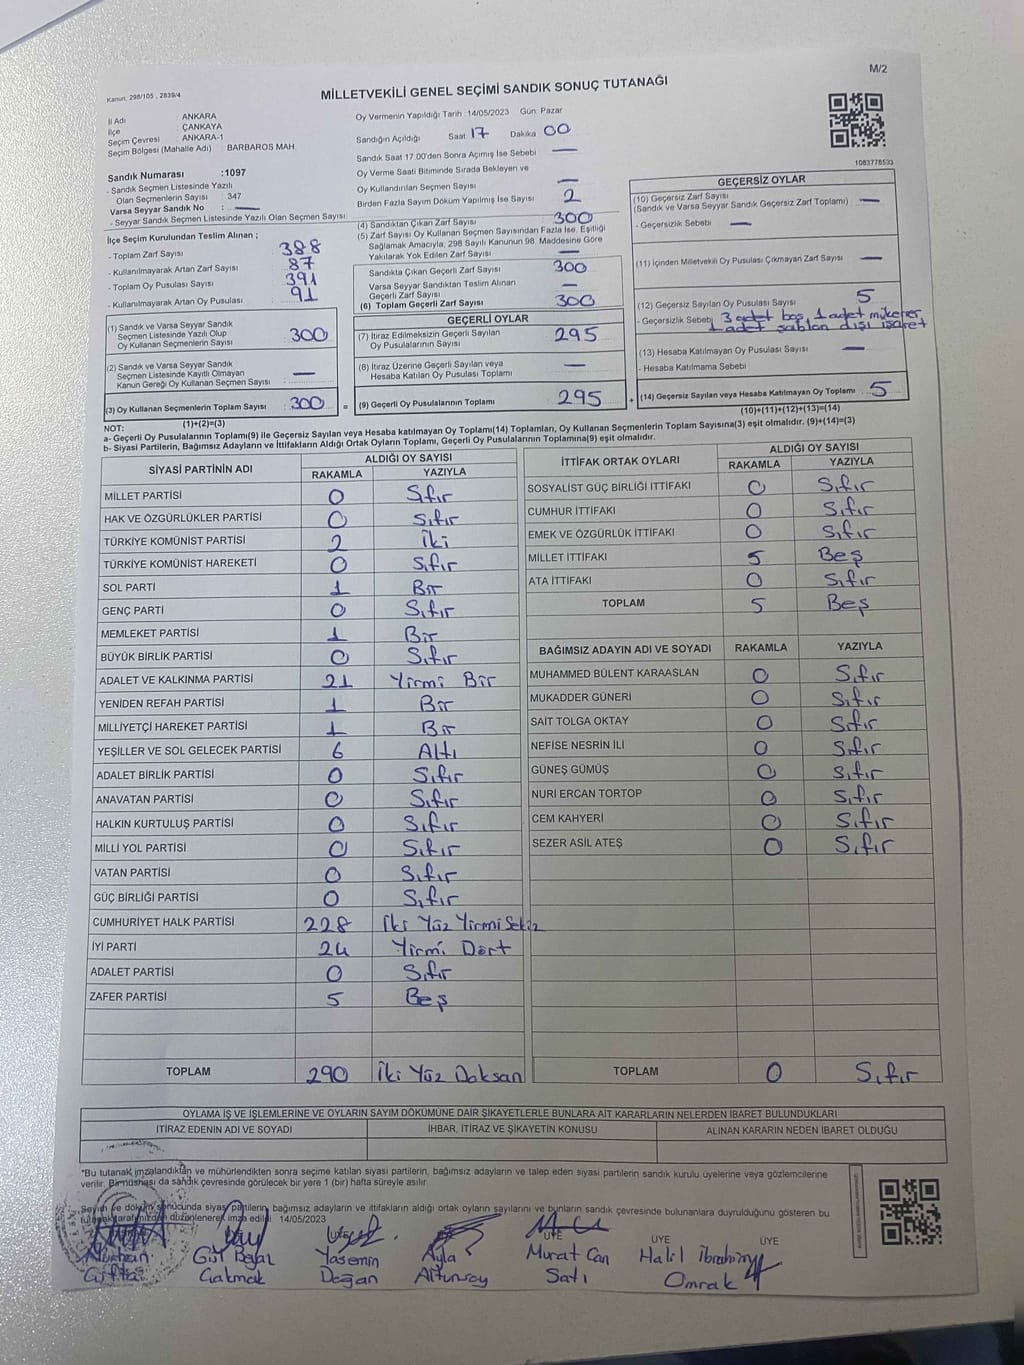 M/2
Kanun: 298/105 , 2839/4
MİLLETVEKİLİ GENEL SEÇİMİ SANDIK SONUÇ TUTANAĞI
İl Adı : ANKARA
İlçe : ÇANKAYA
Seçim Çevresi : ANKARA-1
Seçim Bölgesi (Mahalle Adı) : BARBAROS MAH.
Sandık Numarası :1097
- Sandık Seçmen Listesinde Yazılı
Olan Seçmenlerin Sayısı : 347
Varsa Seyyar Sandık No : —
- Seyyar Sandık Seçmen Listesinde Yazılı Olan Seçmen Sayısı:
İlçe Seçim Kurulundan Teslim Alınan ;
- Toplam Zarf Sayısı 388
- Kullanılmayarak Artan Zarf Sayısı 87
- Toplam Oy Pusulası Sayısı 391
- Kullanılmayarak Artan Oy Pusulası 91
(1) Sandık ve Varsa Seyyar Sandık
Seçmen Listesinde Yazılı Olup
Oy Kullanan Seçmenlerin Sayısı 300
(2) Sandık ve Varsa Seyyar Sandık
Seçmen Listesinde Kayıtlı Olmayan
Kanun Gereği Oy Kullanan Seçmen Sayısı —
(3) Oy Kullanan Seçmenlerin Toplam Sayısı 300
(1)+(2)=(3)
Oy Vermenin Yapıldığı Tarih 14/05/2023 Gün: Pazar
Sandığın Açıldığı Saat 17 Dakika 00
Sandık Saat 17:00'den Sonra Açımış İse Sebebi —
Oy Verme Saati Bitiminde Sırada Bekleyen ve
Oy Kullandırılan Seçmen Sayısı —
Birden Fazla Sayım Döküm Yapılmış İse Sayısı 2
(4) Sandıktan Çıkan Zarf Sayısı 300
(5) Zarf Sayısı Oy Kullanan Seçmen Sayısından Fazla İse, Eşitliği
Sağlamak Amacıyla, 298 Sayılı Kanunun 98. Maddesine Göre
Yakılarak Yok Edilen Zarf Sayısı —
Sandıkta Çıkan Geçerli Zarf Sayısı 300
Varsa Seyyar Sandıktan Teslim Alınan
Geçerli Zarf Sayısı —
(6) Toplam Geçerli Zarf Sayısı 300
GEÇERLİ OYLAR
(7) İtiraz Edilmeksizin Geçerli Sayılan
Oy Pusulalarının Sayısı 295
(8) İtiraz Üzerine Geçerli Sayılan veya
Hesaba Katılan Oy Pusulası Toplamı —
= (9) Geçerli Oy Pusulalarının Toplamı 295
1083778533
GEÇERSİZ OYLAR
(10) Geçersiz Zarf Sayısı
(Sandık ve Varsa Seyyar Sandık Geçersiz Zarf Toplamı) —
- Geçersizlik Sebebi —
(11) İçinden Milletvekili Oy Pusulası Çıkmayan Zarf Sayısı —
(12) Geçersiz Sayılan Oy Pusulası Sayısı 5
- Geçersizlik Sebebi 3 adet boş, 1 adet mükerrer,
1 adet şablon dışı işaret
(13) Hesaba Katılmayan Oy Pusulası Sayısı —
- Hesaba Katılmama Sebebi
+ (14) Geçersiz Sayılan veya Hesaba Katılmayan Oy Toplamı 5
(10)+(11)+(12)+(13)=(14)
NOT:
a- Geçerli Oy Pusulalarının Toplamı(9) ile Geçersiz Sayılan veya Hesaba katılmayan Oy Toplamı(14) Toplamları, Oy Kullanan Seçmenlerin Toplam Sayısına(3) eşit olmalıdır. (9)+(14)=(3)
b- Siyasi Partilerin, Bağımsız Adayların ve İttifakların Aldığı Ortak Oyların Toplamı, Geçerli Oy Pusulalarının Toplamına(9) eşit olmalıdır.
SİYASİ PARTİNİN ADI ALDIĞI OY SAYISI
RAKAMLA YAZIYLA
MİLLET PARTİSİ 0 Sıfır
HAK VE ÖZGÜRLÜKLER PARTİSİ 0 Sıfır
TÜRKİYE KOMÜNİST PARTİSİ 2 İki
TÜRKİYE KOMÜNİST HAREKETİ 0 Sıfır
SOL PARTİ 1 Bir
GENÇ PARTİ 0 Sıfır
MEMLEKET PARTİSİ 1 Bir
BÜYÜK BİRLİK PARTİSİ 0 Sıfır
ADALET VE KALKINMA PARTİSİ 21 Yirmi Bir
YENİDEN REFAH PARTİSİ 1 Bir
MİLLİYETÇİ HAREKET PARTİSİ 1 Bir
YEŞİLLER VE SOL GELECEK PARTİSİ 6 Altı
ADALET BİRLİK PARTİSİ 0 Sıfır
ANAVATAN PARTİSİ 0 Sıfır
HALKIN KURTULUŞ PARTİSİ 0 Sıfır
MİLLİ YOL PARTİSİ 0 Sıfır
VATAN PARTİSİ 0 Sıfır
GÜÇ BİRLİĞİ PARTİSİ 0 Sıfır
CUMHURİYET HALK PARTİSİ 228 İki Yüz Yirmi Sekiz
İYİ PARTİ 24 Yirmi Dört
ADALET PARTİSİ 0 Sıfır
ZAFER PARTİSİ 5 Beş
TOPLAM 290 İki Yüz Doksan
İTTİFAK ORTAK OYLARI ALDIĞI OY SAYISI
RAKAMLA YAZIYLA
SOSYALİST GÜÇ BİRLİĞİ İTTİFAKI 0 Sıfır
CUMHUR İTTİFAKI 0 Sıfır
EMEK VE ÖZGÜRLÜK İTTİFAKI 0 Sıfır
MİLLET İTTİFAKI 5 Beş
ATA İTTİFAKI 0 Sıfır
TOPLAM 5 Beş
BAĞIMSIZ ADAYIN ADI VE SOYADI RAKAMLA YAZIYLA
MUHAMMED BÜLENT KARAASLAN 0 Sıfır
MUKADDER GÜNERİ 0 Sıfır
SAİT TOLGA OKTAY 0 Sıfır
NEFİSE NESRİN İLİ 0 Sıfır
GÜNEŞ GÜMÜŞ 0 Sıfır
NURİ ERCAN TORTOP 0 Sıfır
CEM KAHYERİ 0 Sıfır
SEZER ASİL ATEŞ 0 Sıfır
TOPLAM 0 Sıfır
OYLAMA İŞ VE İŞLEMLERİNE VE OYLARIN SAYIM DÖKÜMÜNE DAİR ŞİKAYETLERLE BUNLARA AİT KARARLARIN NELERDEN İBARET BULUNDUKLARI
İTİRAZ EDENİN ADI VE SOYADI İHBAR, İTİRAZ VE ŞİKAYETİN KONUSU ALINAN KARARIN NEDEN İBARET OLDUĞU
*Bu tutanak imzalandıktan ve mühürlendikten sonra seçime katılan siyasi partilerin, bağımsız adayların ve talep eden siyasi partilerin sandık kurulu üyelerine veya gözlemcilerine
verilir. Bir nüshası da sandık çevresinde görülecek bir yere 1 (bir) hafta süreyle asılır.
Sayım ve döküm sonucunda siyasi partilerin, bağımsız adayların ve ittifakların aldığı ortak oyların sayılarını ve bunların sandık çevresinde bulunanlara duyrulduğunu gösteren bu
tutanak tarafımızdan düzenlenerek imza edildi. 14/05/2023
ÜYE ÜYE ÜYE
Gül Beyaz Yasemin Ayla Murat Can Halil İbrahim
Çakmak Doğan Altunsoy Satı Omrak